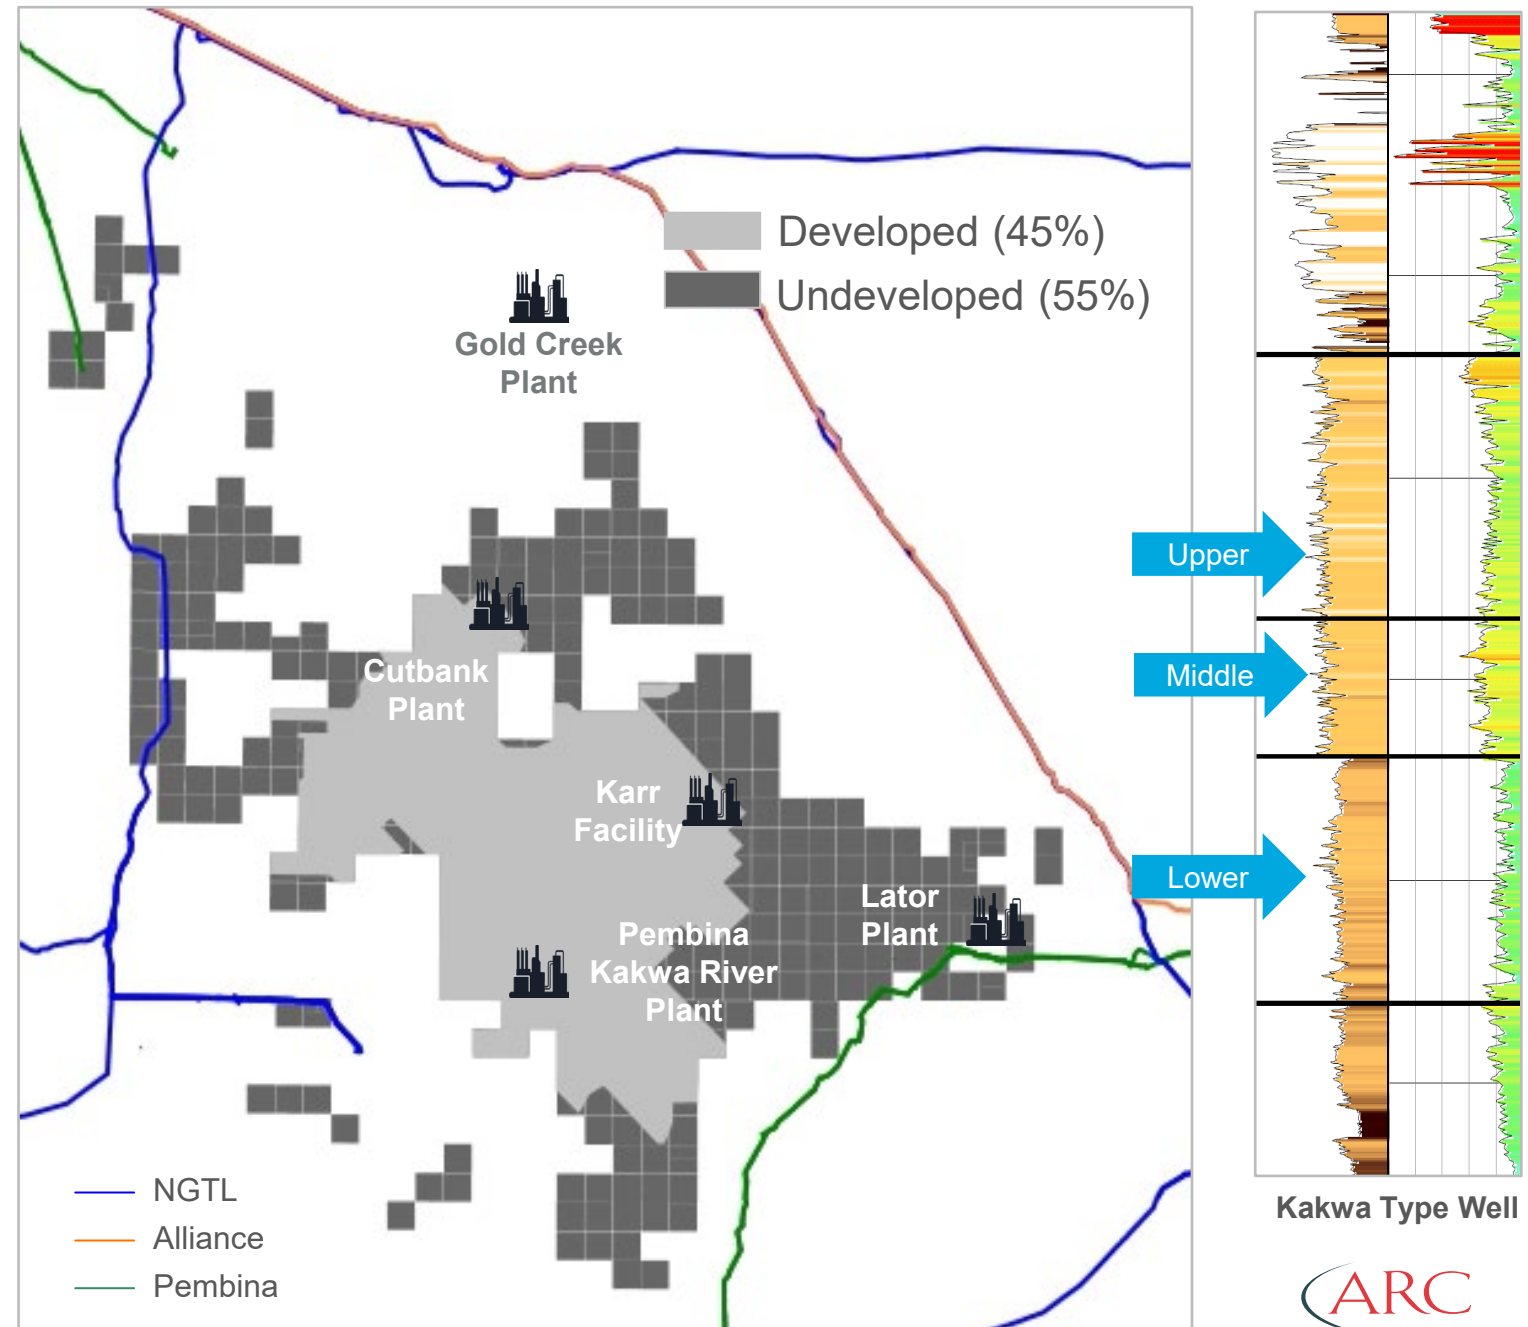 Developed (45%)
Undeveloped (55%)
Gold Creek
Plant
Upper
Cutbank
Plant
Middle
Karr
Facility
Lower
Lator
Plant
Pembina
Kakwa River
Plant
NGTL
Alliance
Pembina
Kakwa Type Well
ARC